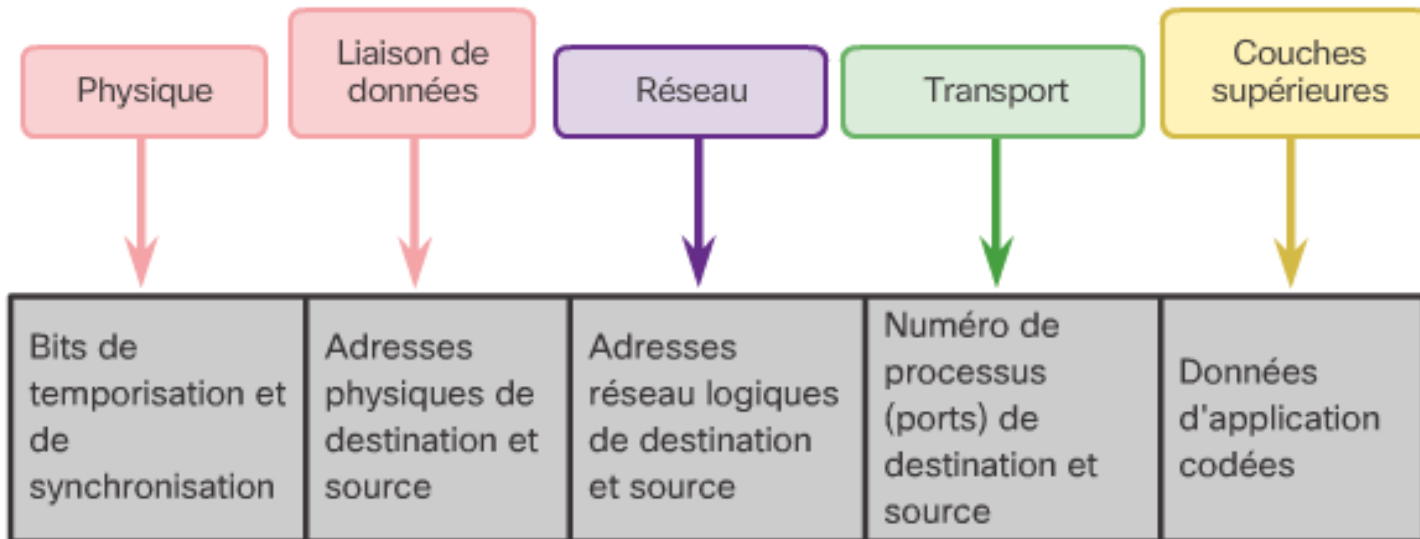 Physique
Liaison de
données
Réseau
Transport
Couches
supérieures
Bits de
temporisation et
de
synchronisation
Adresses
physiques de
destination et
source
Adresses
réseau logiques
de destination
et source
Numéro de
processus
(ports) de
destination et
source
Données
d'application
codées